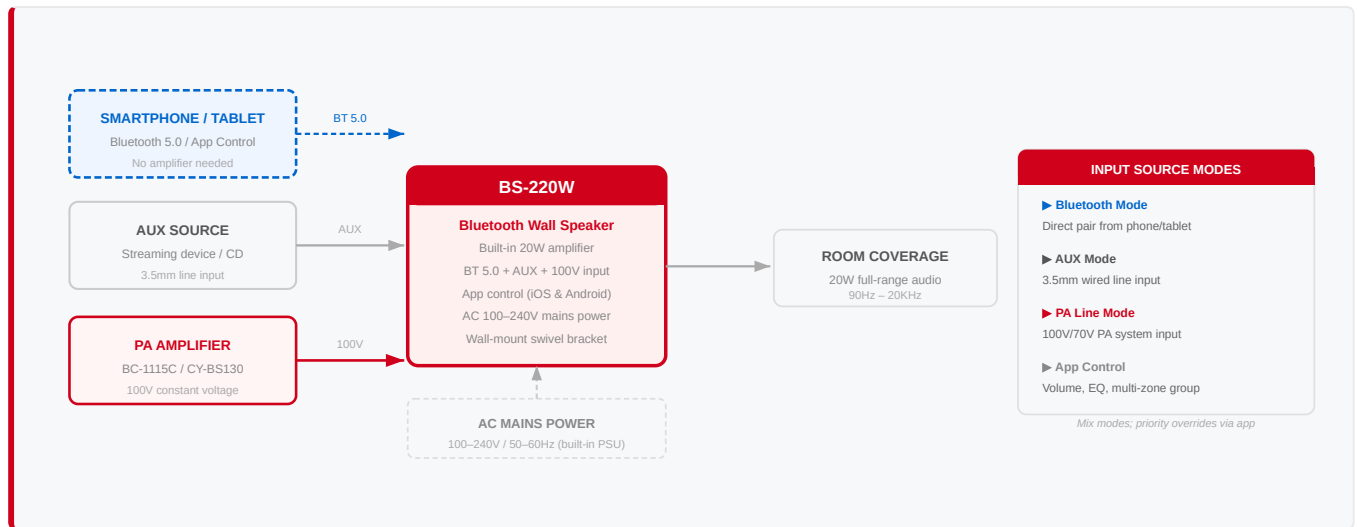 SMARTPHONE / TABLET
Bluetooth 5.0 / App Control
No amplifier needed
BT 5.0
AUX SOURCE
Streaming device / CD
3.5mm line input
AUX
PA AMPLIFIER
BC-1115C / CY-BS130
100V constant voltage
100V
BS-220W
Bluetooth Wall Speaker
Built-in 20W amplifier
BT 5.0 + AUX + 100V input
App control (iOS & Android)
AC 100–240V mains power
Wall-mount swivel bracket
AC MAINS POWER
100–240V / 50–60Hz (built-in PSU)
ROOM COVERAGE
20W full-range audio
90Hz – 20KHz
INPUT SOURCE MODES
▶ Bluetooth Mode
Direct pair from phone/tablet
▶ AUX Mode
3.5mm wired line input
▶ PA Line Mode
100V/70V PA system input
▶ App Control
Volume, EQ, multi-zone group
Mix modes; priority overrides via app